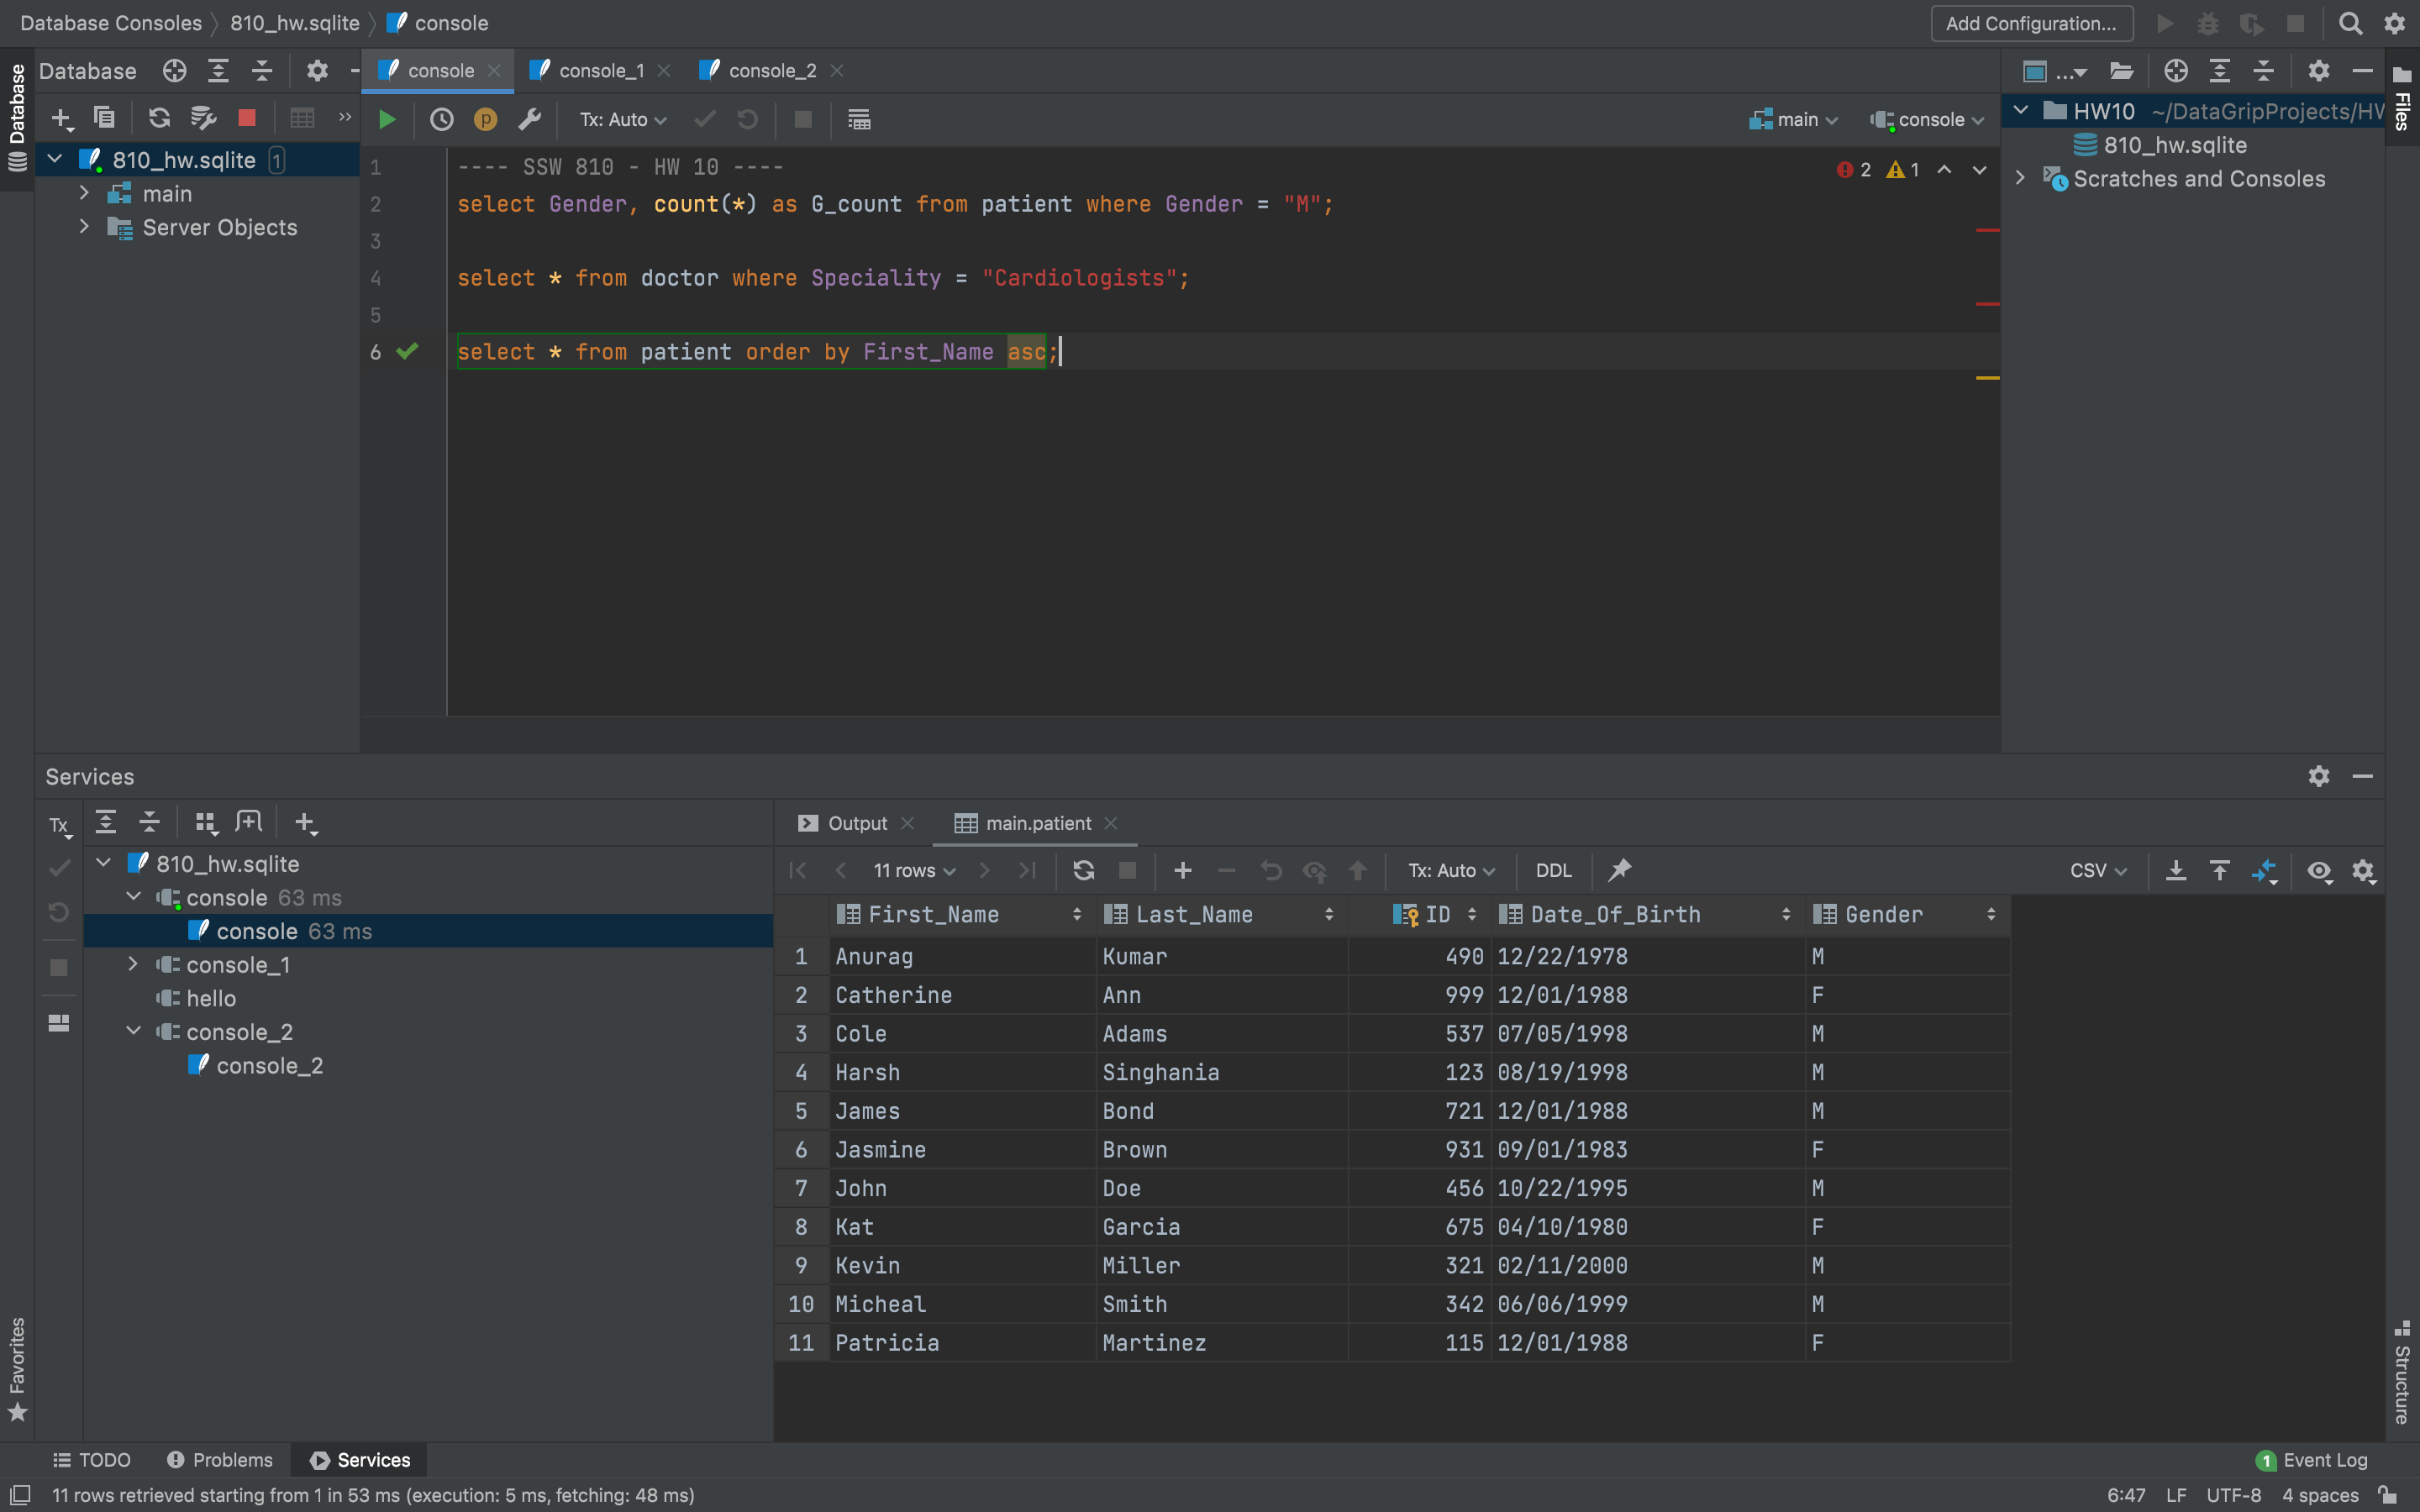 Database Consoles 810_hw.sqlite console
Add Configuration...
Database
console console_1 console_2
Tx: Auto
main console
810_hw.sqlite 1
main
Server Objects
1 ---- SSW 810 - HW 10 ----
2 select Gender, count(*) as G_count from patient where Gender = "M";
3
4 select * from doctor where Speciality = "Cardiologists";
5
6 select * from patient order by First_Name asc;
2 1
HW10 ~/DataGripProjects/HW
810_hw.sqlite
Scratches and Consoles
Database
Files
Services
Tx
810_hw.sqlite
console 63 ms
console 63 ms
console_1
hello
console_2
console_2
Output main.patient
11 rows Tx: Auto DDL CSV
First_Name Last_Name ID Date_Of_Birth Gender
1 Anurag Kumar 490 12/22/1978 M
2 Catherine Ann 999 12/01/1988 F
3 Cole Adams 537 07/05/1998 M
4 Harsh Singhania 123 08/19/1998 M
5 James Bond 721 12/01/1988 M
6 Jasmine Brown 931 09/01/1983 F
7 John Doe 456 10/22/1995 M
8 Kat Garcia 675 04/10/1980 F
9 Kevin Miller 321 02/11/2000 M
10 Micheal Smith 342 06/06/1999 M
11 Patricia Martinez 115 12/01/1988 F
Favorites
Structure
TODO Problems Services
1 Event Log
11 rows retrieved starting from 1 in 53 ms (execution: 5 ms, fetching: 48 ms)
6:47 LF UTF-8 4 spaces